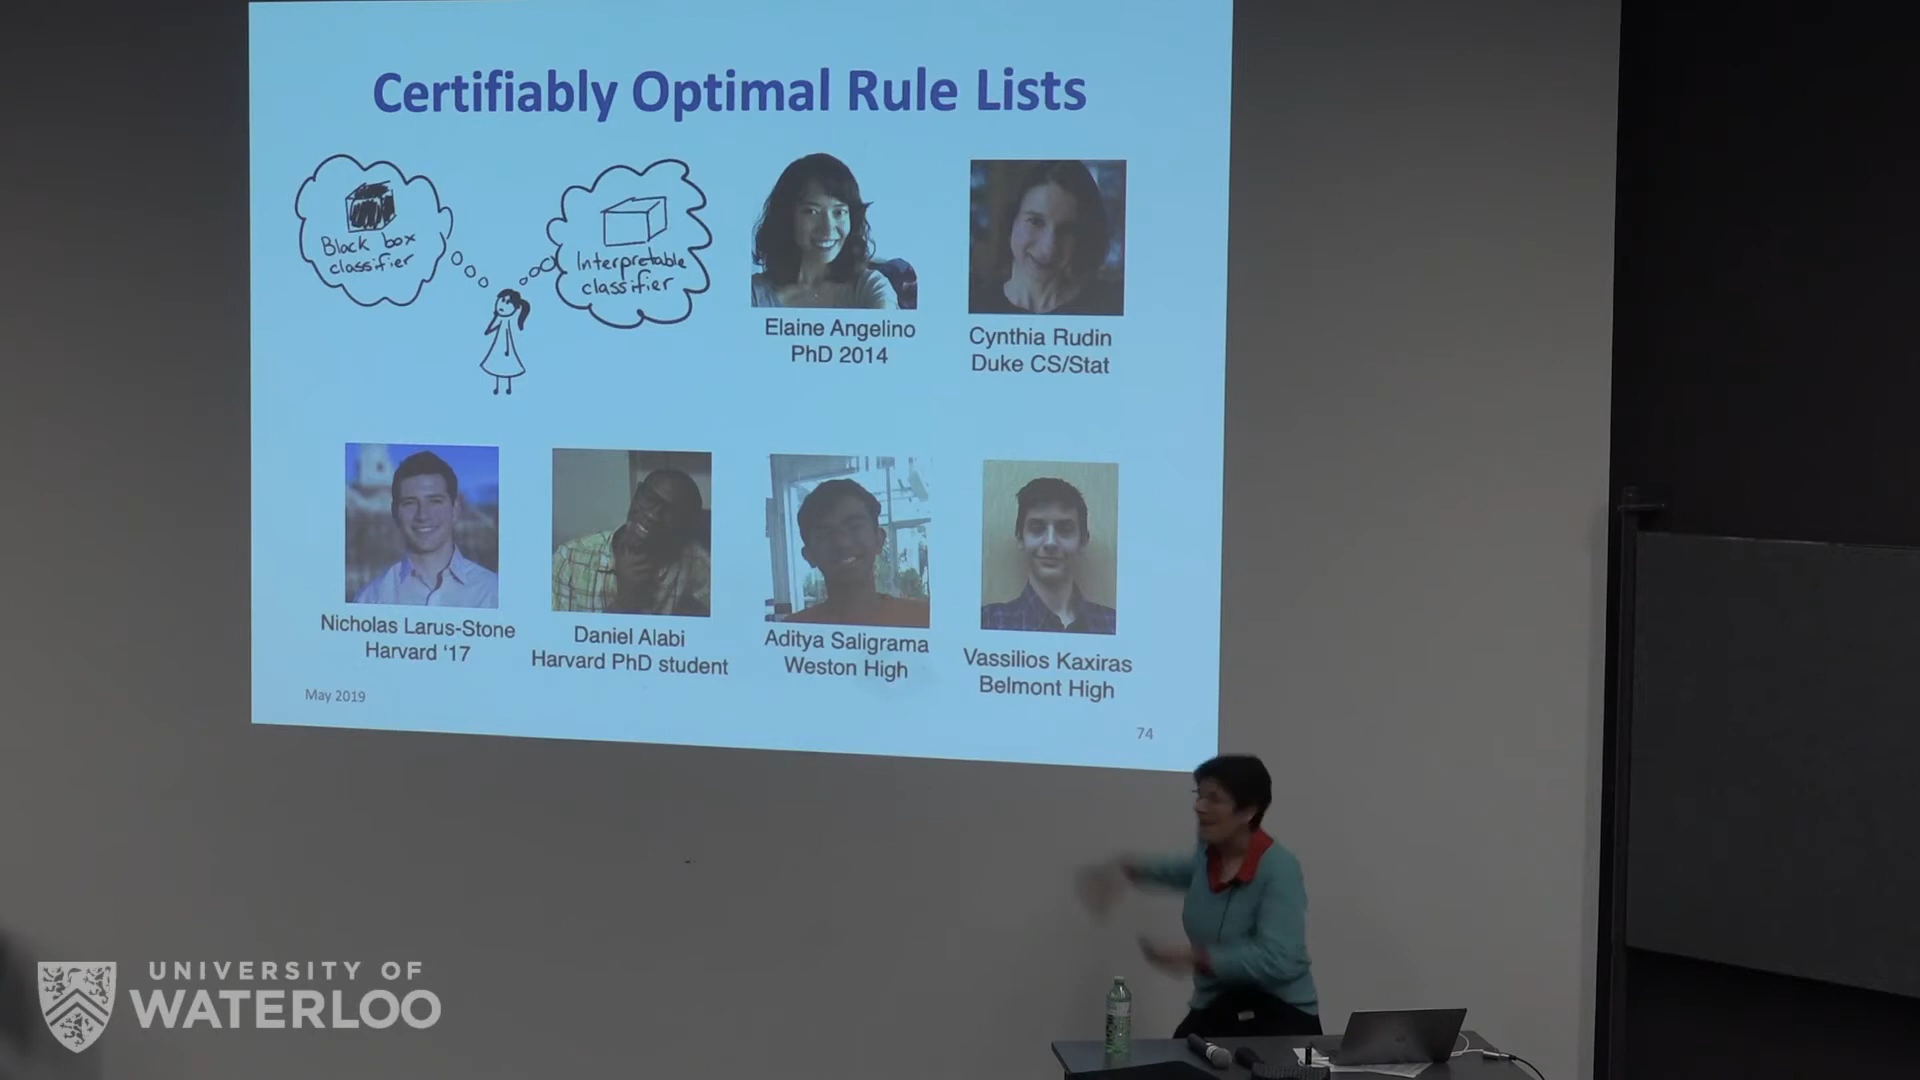 Certifiably Optimal Rule Lists
Black box
classifier
Interpretable
classifier
Elaine Angelino
PhD 2014
Cynthia Rudin
Duke CS/Stat
Nicholas Larus-Stone
Harvard ‘17
Daniel Alabi
Harvard PhD student
Aditya Saligrama
Weston High
Vassilios Kaxiras
Belmont High
May 2019
74
UNIVERSITY OF
WATERLOO